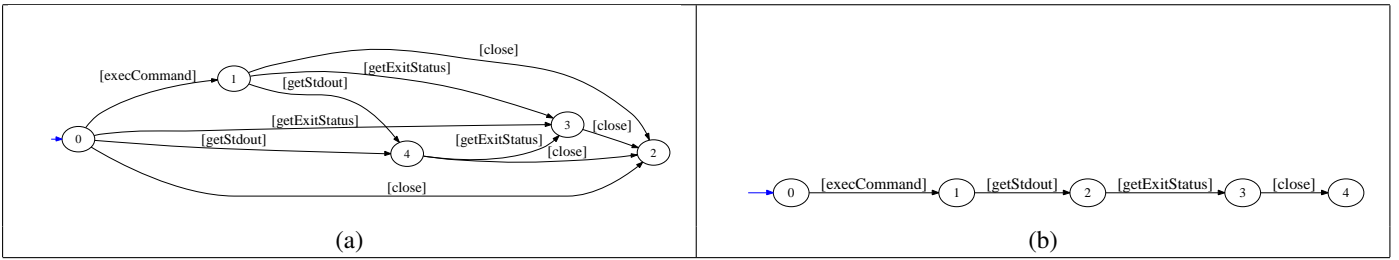 [close]
[execCommand]
1
[getExitStatus]
[getStdout]
0
[getExitStatus]
3
[close]
[getStdout]
4
[getExitStatus]
[close]
2
[close]
(a)
0
[execCommand]
1
[getStdout]
2
[getExitStatus]
3
[close]
4
(b)